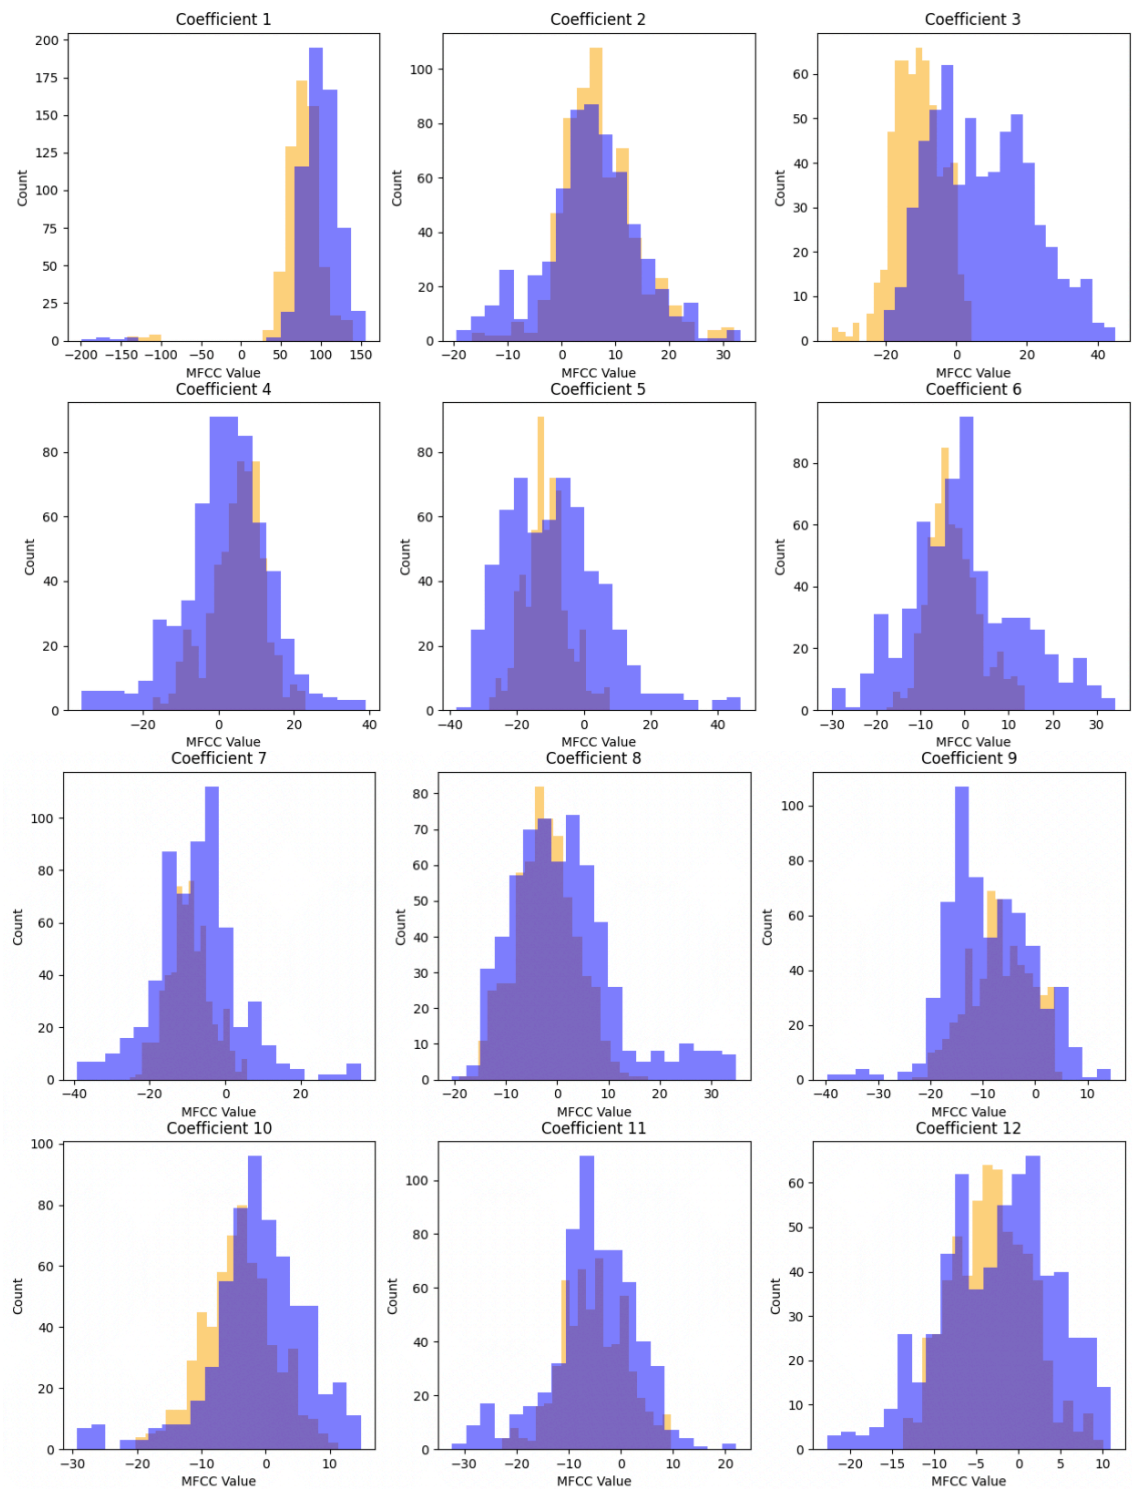 Coefficient 1
Coefficient 2
Coefficient 3
200
175
150
125
100
75
50
25
0
Count
−200 −150 −100 −50 0 50 100 150
MFCC Value
100
80
60
40
20
0
Count
−20 −10 0 10 20 30
MFCC Value
60
50
40
30
20
10
0
Count
−20 0 20 40
MFCC Value
Coefficient 4
Coefficient 5
Coefficient 6
80
60
40
20
0
Count
−20 0 20 40
MFCC Value
80
60
40
20
0
Count
−40 −20 0 20 40
MFCC Value
80
60
40
20
0
Count
−30 −20 −10 0 10 20 30
MFCC Value
Coefficient 7
Coefficient 8
Coefficient 9
100
80
60
40
20
0
Count
−40 −20 0 20
MFCC Value
80
70
60
50
40
30
20
10
0
Count
−20 −10 0 10 20 30
MFCC Value
100
80
60
40
20
0
Count
−40 −30 −20 −10 0 10
MFCC Value
Coefficient 10
Coefficient 11
Coefficient 12
100
80
60
40
20
0
Count
−30 −20 −10 0 10
MFCC Value
100
80
60
40
20
0
Count
−30 −20 −10 0 10 20
MFCC Value
60
50
40
30
20
10
0
Count
−20 −15 −10 −5 0 5 10
MFCC Value